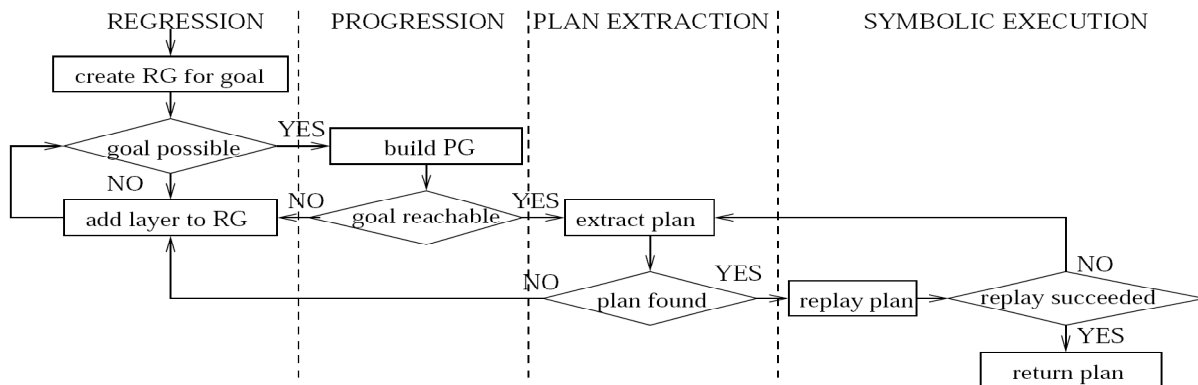 REGRESSION
PROGRESSION
PLAN EXTRACTION
SYMBOLIC EXECUTION
create RG for goal
YES
goal possible
build PG
NO
NO
YES
add layer to RG
goal reachable
extract plan
NO
YES
NO
plan found
replay plan
replay succeeded
YES
return plan